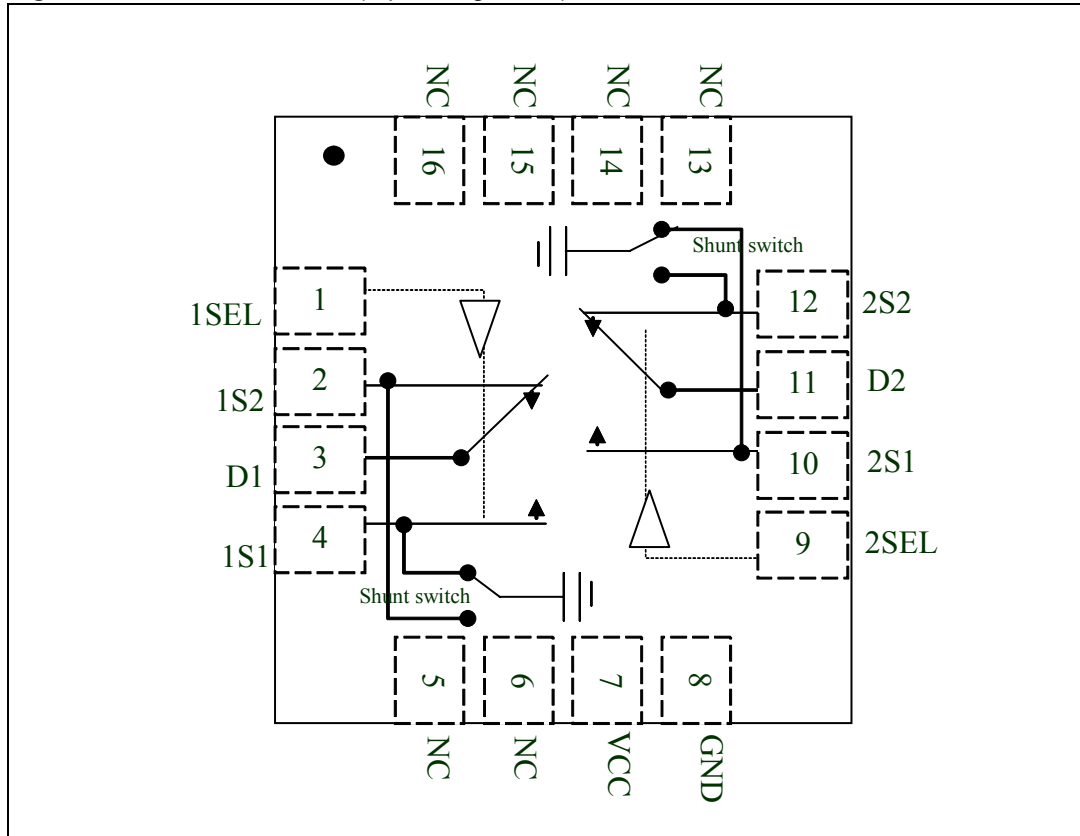 NC
NC
NC
NC
16
15
14
13
Shunt switch
1
1SEL
12
2S2
2
1S2
11
D2
3
D1
10
2S1
4
1S1
9
2SEL
Shunt switch
5
6
7
8
NC
NC
VCC
GND